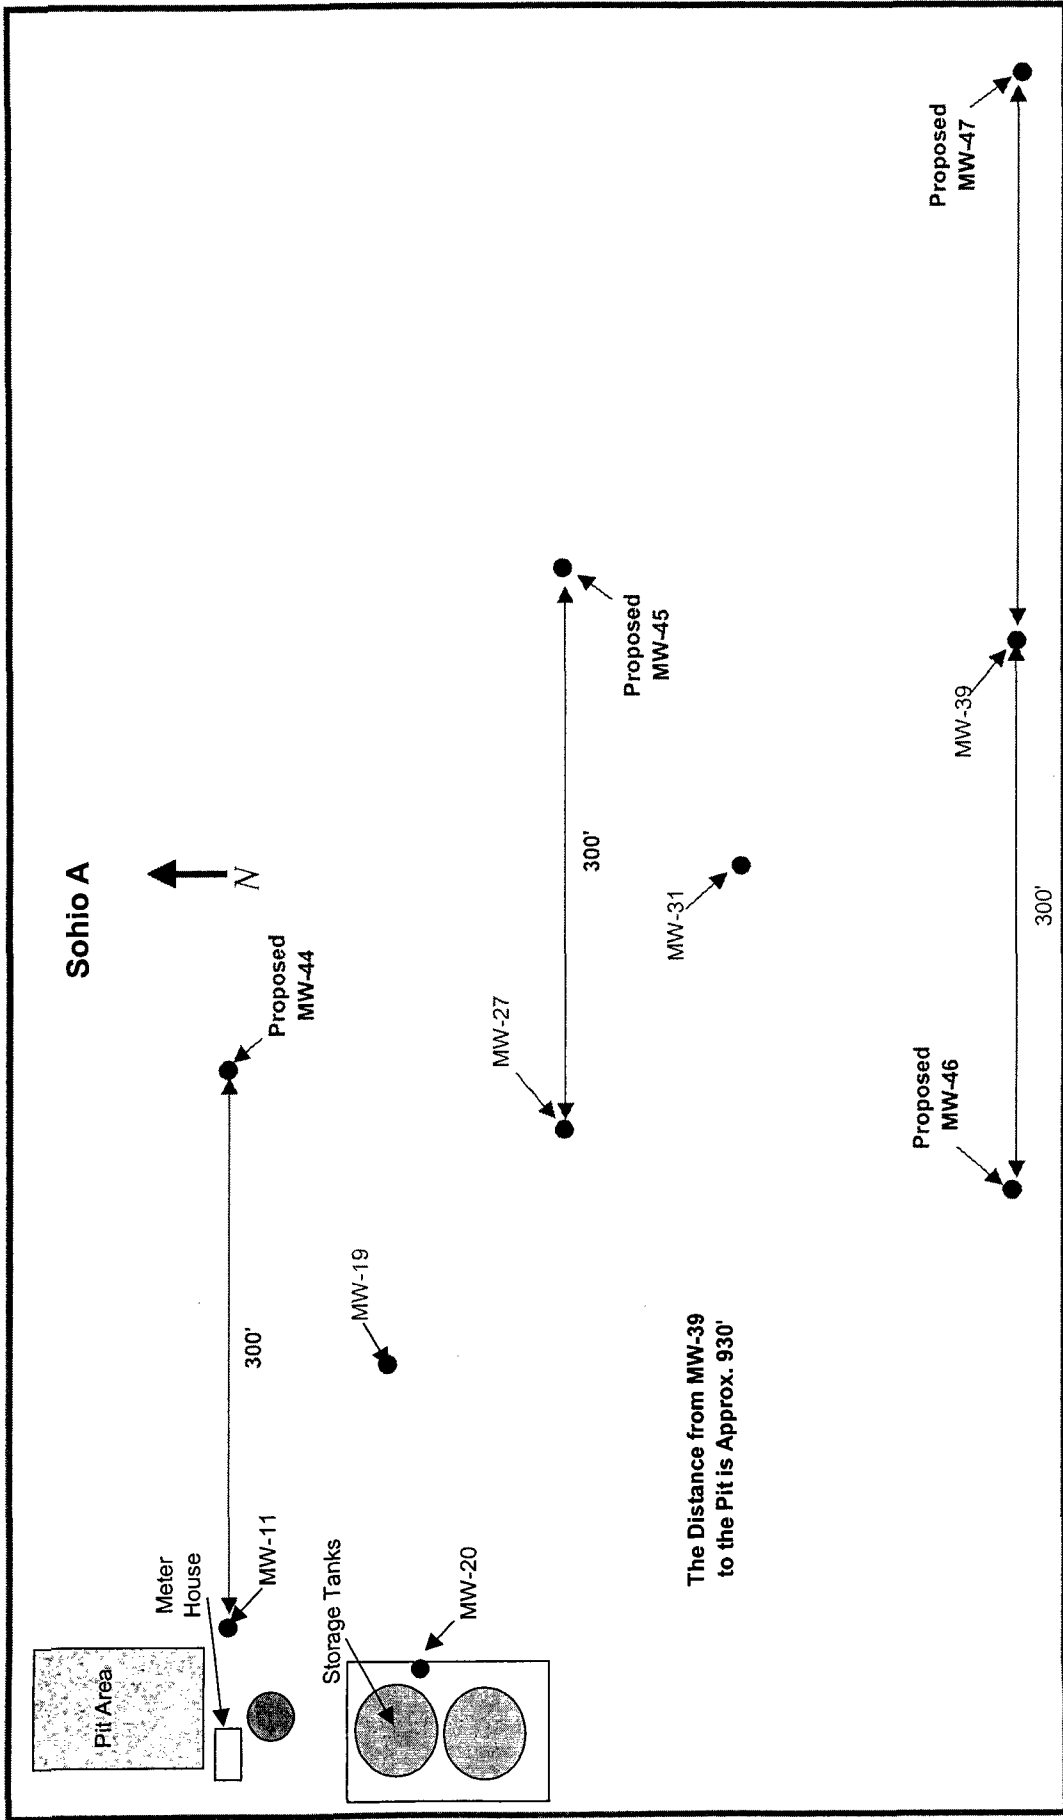 Sohio A
N
Pit Area
Meter
House
MW-11
300'
Proposed
MW-44
Storage Tanks
MW-20
MW-19
MW-27
300'
Proposed
MW-45
MW-31
The Distance from MW-39
to the Pit is Approx. 930'
Proposed
MW-46
300'
MW-39
Proposed
MW-47